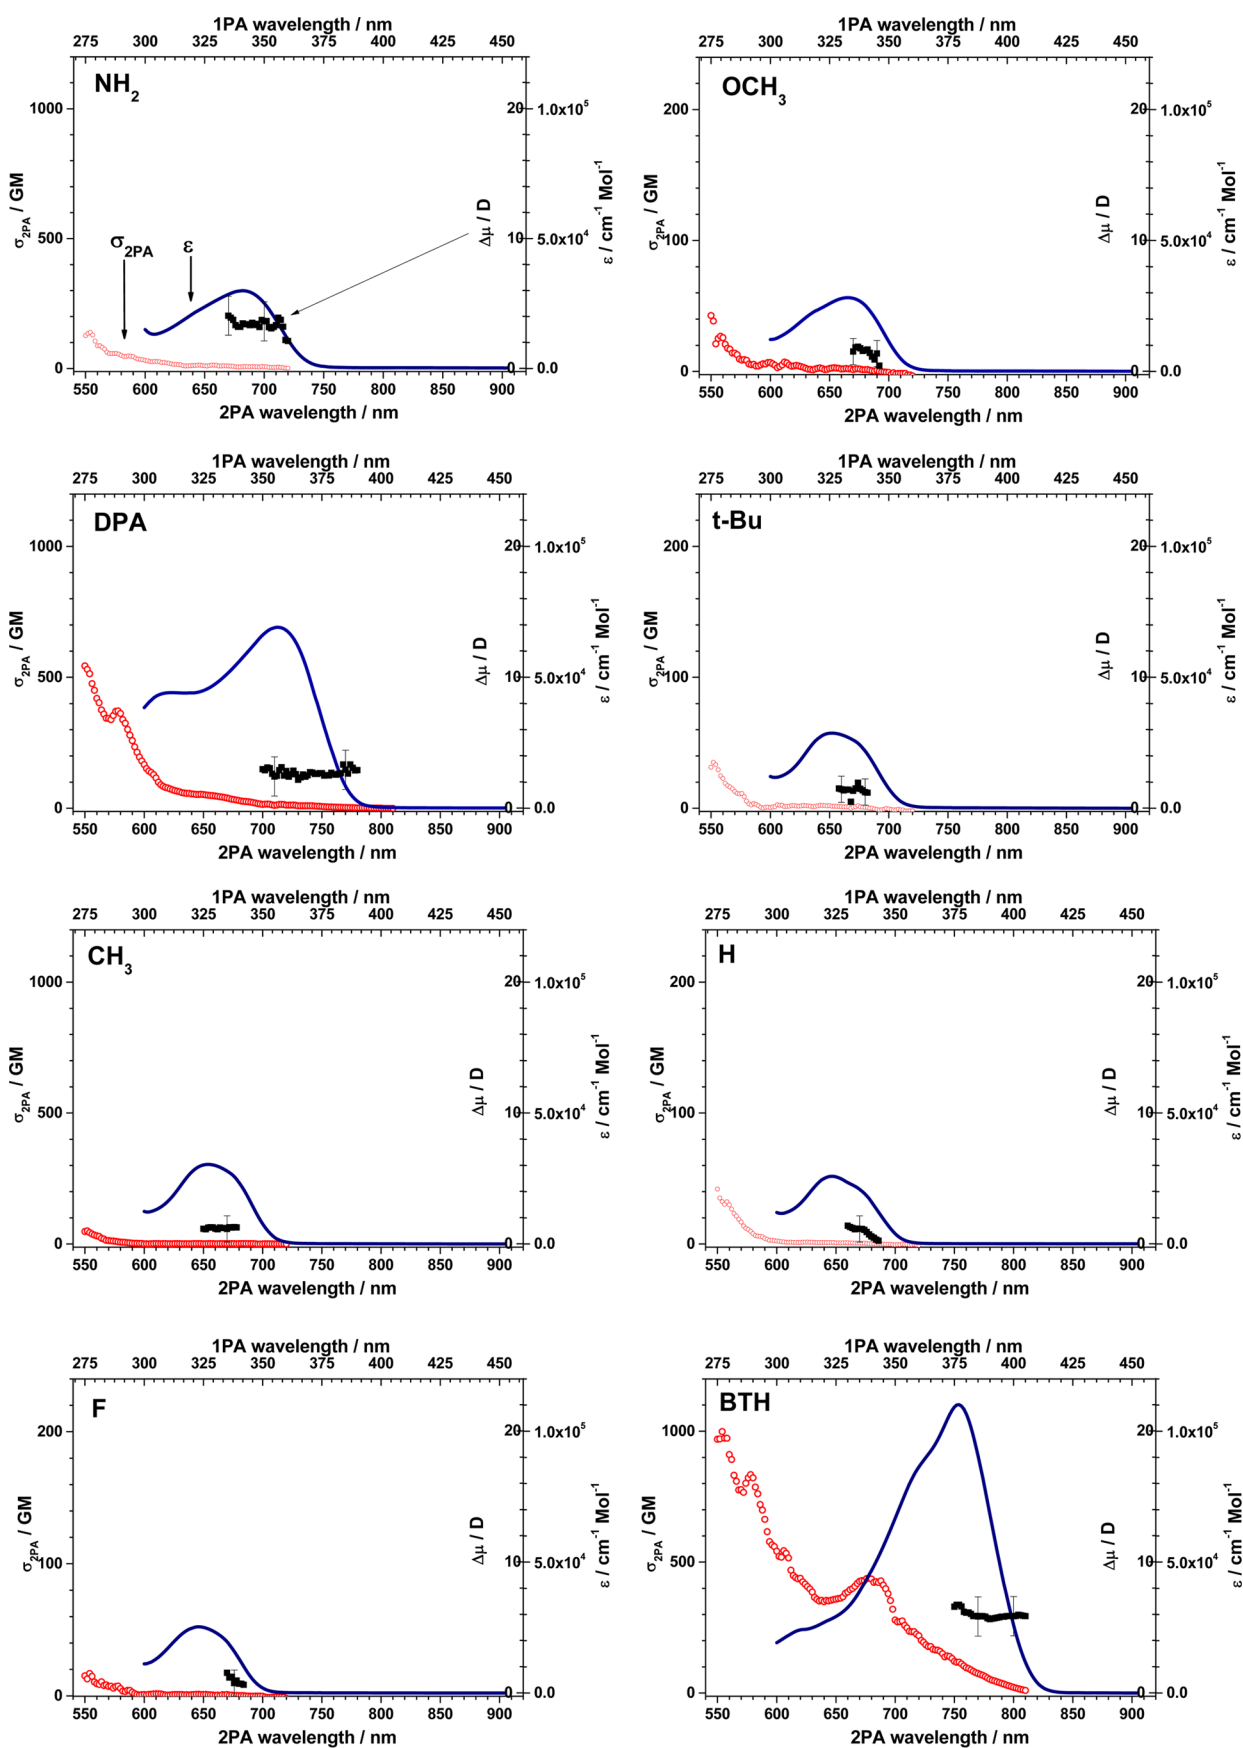 1PA wavelength / nm
275 300 325 350 375 400 425 450
NH2
1000
500
0
σ2PA / GM
σ2PA
ε
20
10
0
Δμ / D
1.0x10^5
5.0x10^4
0.0
ε / cm-1 Mol-1
550 600 650 700 750 800 850 900
2PA wavelength / nm
1PA wavelength / nm
275 300 325 350 375 400 425 450
OCH3
200
100
0
σ2PA / GM
20
10
0
Δμ / D
1.0x10^5
5.0x10^4
0.0
ε / cm-1 Mol-1
550 600 650 700 750 800 850 900
2PA wavelength / nm
1PA wavelength / nm
275 300 325 350 375 400 425 450
DPA
1000
500
0
σ2PA / GM
20
10
0
Δμ / D
1.0x10^5
5.0x10^4
0.0
ε / cm-1 Mol-1
550 600 650 700 750 800 850 900
2PA wavelength / nm
1PA wavelength / nm
275 300 325 350 375 400 425 450
t-Bu
200
100
0
σ2PA / GM
20
10
0
Δμ / D
1.0x10^5
5.0x10^4
0.0
ε / cm-1 Mol-1
550 600 650 700 750 800 850 900
2PA wavelength / nm
1PA wavelength / nm
275 300 325 350 375 400 425 450
CH3
1000
500
0
σ2PA / GM
20
10
0
Δμ / D
1.0x10^5
5.0x10^4
0.0
ε / cm-1 Mol-1
550 600 650 700 750 800 850 900
2PA wavelength / nm
1PA wavelength / nm
275 300 325 350 375 400 425 450
H
200
100
0
σ2PA / GM
20
10
0
Δμ / D
1.0x10^5
5.0x10^4
0.0
ε / cm-1 Mol-1
550 600 650 700 750 800 850 900
2PA wavelength / nm
1PA wavelength / nm
275 300 325 350 375 400 425 450
F
200
100
0
σ2PA / GM
20
10
0
Δμ / D
1.0x10^5
5.0x10^4
0.0
ε / cm-1 Mol-1
550 600 650 700 750 800 850 900
2PA wavelength / nm
1PA wavelength / nm
275 300 325 350 375 400 425 450
BTH
1000
500
0
σ2PA / GM
20
10
0
Δμ / D
1.0x10^5
5.0x10^4
0.0
ε / cm-1 Mol-1
550 600 650 700 750 800 850 900
2PA wavelength / nm